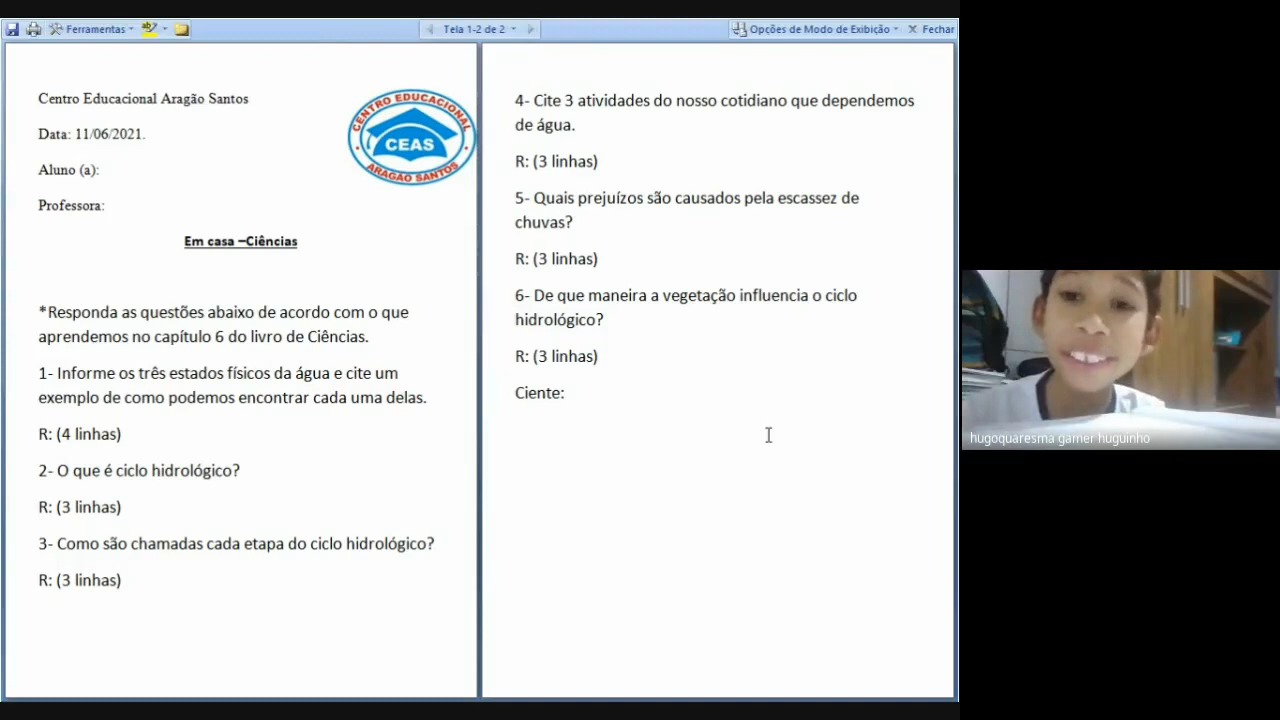 Ferramentas
Tela 1-2 de 2
Opções de Modo de Exibição
Fechar
Centro Educacional Aragão Santos
Data: 11/06/2021.
Aluno (a):
Professora:
CENTRO EDUCACIONAL
CEAS
ARAGÃO SANTOS
Em casa –Ciências
*Responda as questões abaixo de acordo com o que
aprendemos no capítulo 6 do livro de Ciências.
1- Informe os três estados físicos da água e cite um
exemplo de como podemos encontrar cada uma delas.
R: (4 linhas)
2- O que é ciclo hidrológico?
R: (3 linhas)
3- Como são chamadas cada etapa do ciclo hidrológico?
R: (3 linhas)
4- Cite 3 atividades do nosso cotidiano que dependemos
de água.
R: (3 linhas)
5- Quais prejuízos são causados pela escassez de
chuvas?
R: (3 linhas)
6- De que maneira a vegetação influencia o ciclo
hidrológico?
R: (3 linhas)
Ciente:
hugoquaresma gamer huguinho